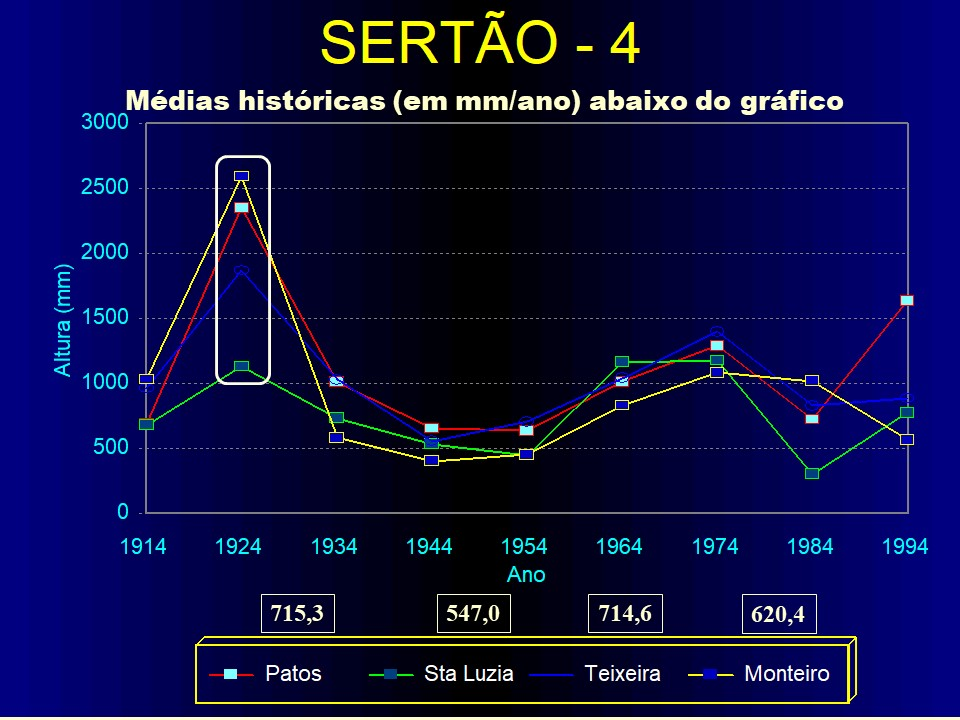 SERTÃO - 4
Médias históricas (em mm/ano) abaixo do gráfico
3000
2500
2000
1500
1000
500
0
Altura (mm)
1914 1924 1934 1944 1954 1964 1974 1984 1994
Ano
715,3 547,0 714,6 620,4
Patos Sta Luzia Teixeira Monteiro